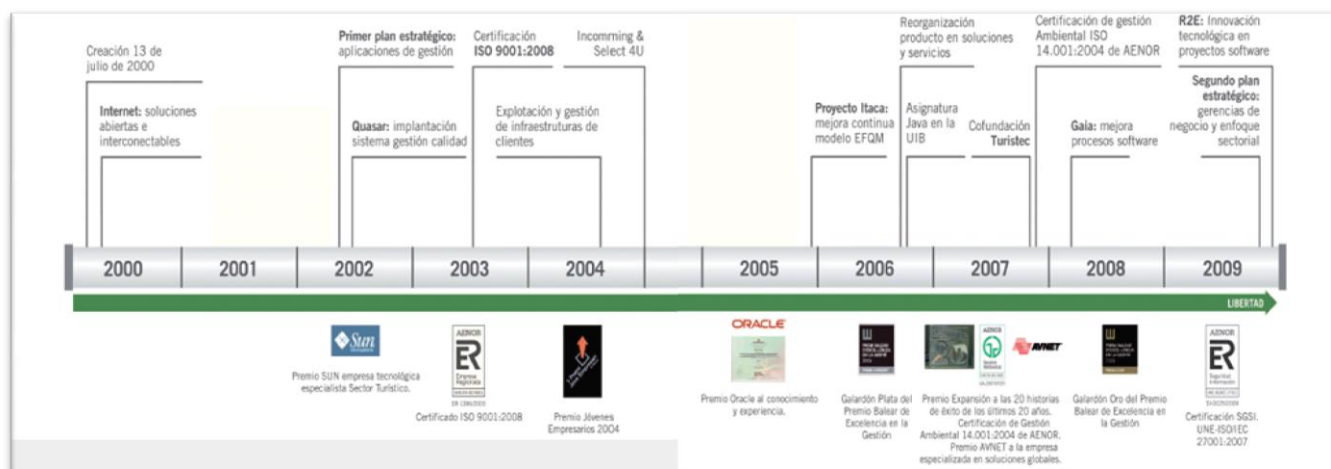 Creación 13 de
julio de 2000
Internet: soluciones
abiertas e
interconectables
Primer plan estratégico:
aplicaciones de gestión
Quasar: implantación
sistema gestión calidad
Certificación
ISO 9001:2008
Explotación y gestión
de infraestruturas de
clientes
Incomrning &
Select 4U
Proyecto Itaca:
mejora continua
modelo EFQM
Reorganización
producto en soluciones
y servicios
Asignatura
Java en la
UIB
Cofundación
Turistec
Certificación de gestión
Ambiental ISO
14.001:2004 de AENOR
Gaia: mejora
procesos software
R2E: Innovación
tecnológica en
proyectos software
Segundo plan
estratégico:
gerencias de
negocio y enfoque
sectorial
2000 2001 2002 2003 2004 2005 2006 2007 2008 2009
LIBERTAD
Sun
Premio SUN empresa tecnológica
especialista Sector Turístico.
AENOR
ER
Empresa
Registrada
Certificado ISO 9001:2008
Premio Jóvenes
Empresarios 2004
ORACLE
Premio Oracle al conocimiento
y experiencia.
Galardón Plata del
Premio Balear de
Excelencia en la
Gestión
AENOR
AVNET
Premio Expansión a las 20 historias
de éxito de los últimos 20 años.
Certificación de Gestión
Ambiental 14.001:2004 de AENOR.
Premio AVNET a la empresa
especializada en soluciones globales.
Galardón Oro del Premio
Balear de Excelencia en
la Gestión
AENOR
ER
Seguridad
Información
Certificación SGSI.
UNE-ISO/IEC
27001:2007